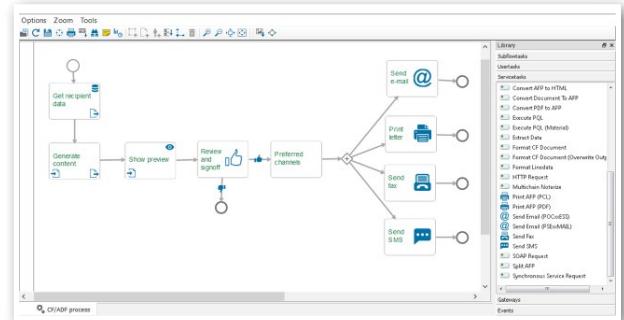 Options Zoom Tools
Library
Subflowtasks
Usertasks
Servicetasks
Convert AFP to HTML
Convert Document To AFP
Convert PDF to AFP
Execute PQL
Execute PQL (Material)
Extract Data
Format CF Document
Format CF Document (Overwrite Outp
Format Linedata
HTTP Request
Multichain Notarize
Print AFP (PCL)
Print AFP (PDF)
Send Email (POCxESS)
Send Email (PSExMAIL)
Send Fax
Send SMS
SOAP Request
Split AFP
Synchronous Service Request
Gateways
Events
Get recipient
data
Generate
content
Show preview
Review
and
signoff
Preferred
channels
Send
e-mail
Print
letter
Send
fax
Send
SMS
CF/ADF process